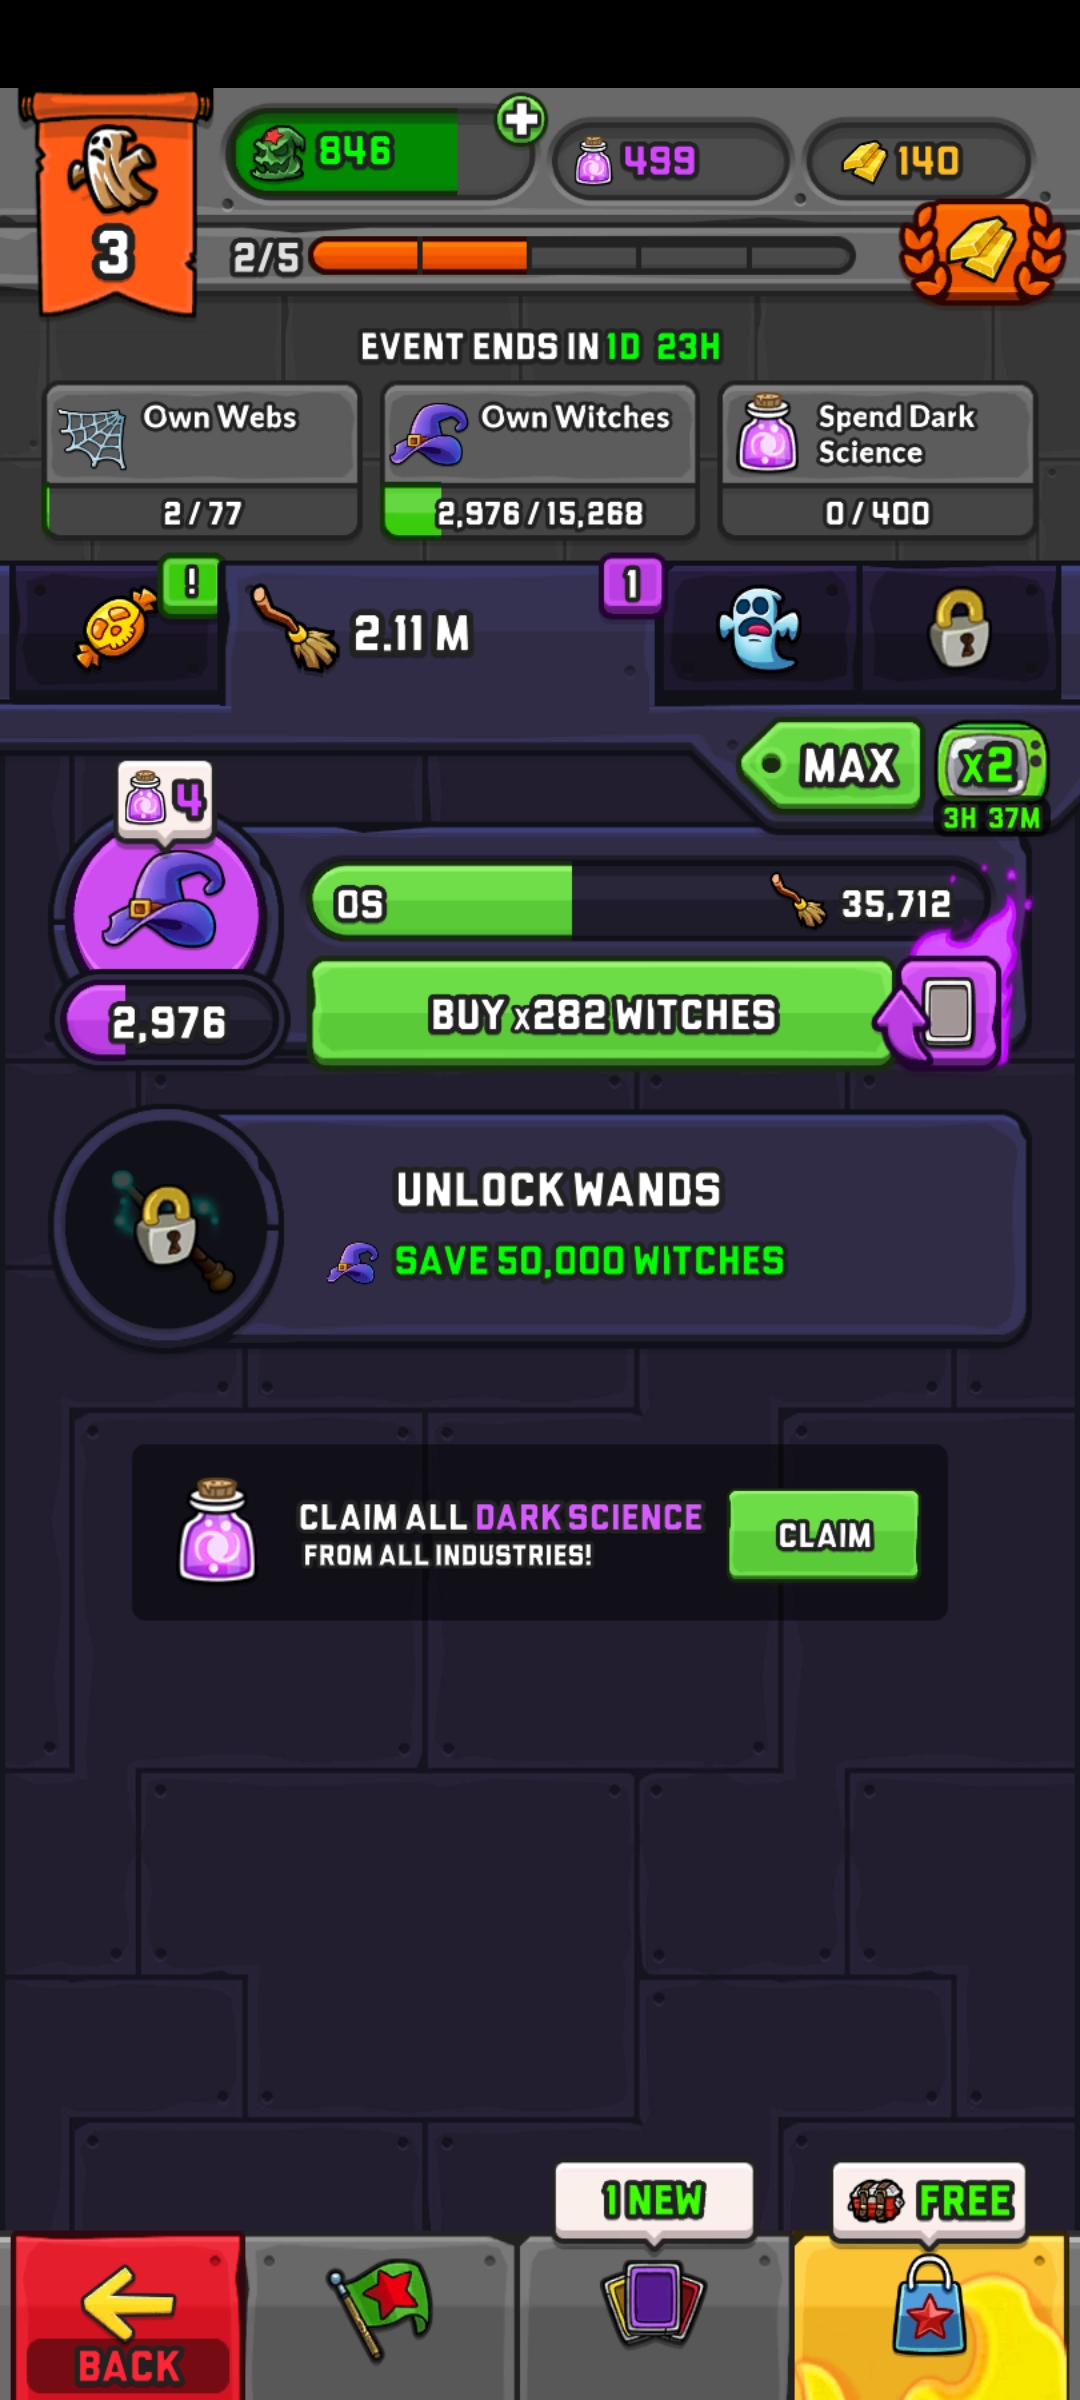 846
499
140
3
2/5
EVENT ENDS IN 1D 23H
Own Webs
2/77
Own Witches
2,976/15,268
Spend Dark
Science
0/400
!
2.11 M
1
MAX
x2
3H 37M
4
0S
35,712
2,976
BUY x282 WITCHES
UNLOCK WANDS
SAVE 50,000 WITCHES
CLAIM ALL DARK SCIENCE
FROM ALL INDUSTRIES!
CLAIM
1 NEW
FREE
BACK